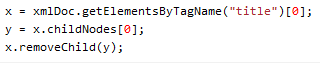 x = xmlDoc.getElementsByTagName("title")[0];
y = x.childNodes[0];
x.removeChild(y);